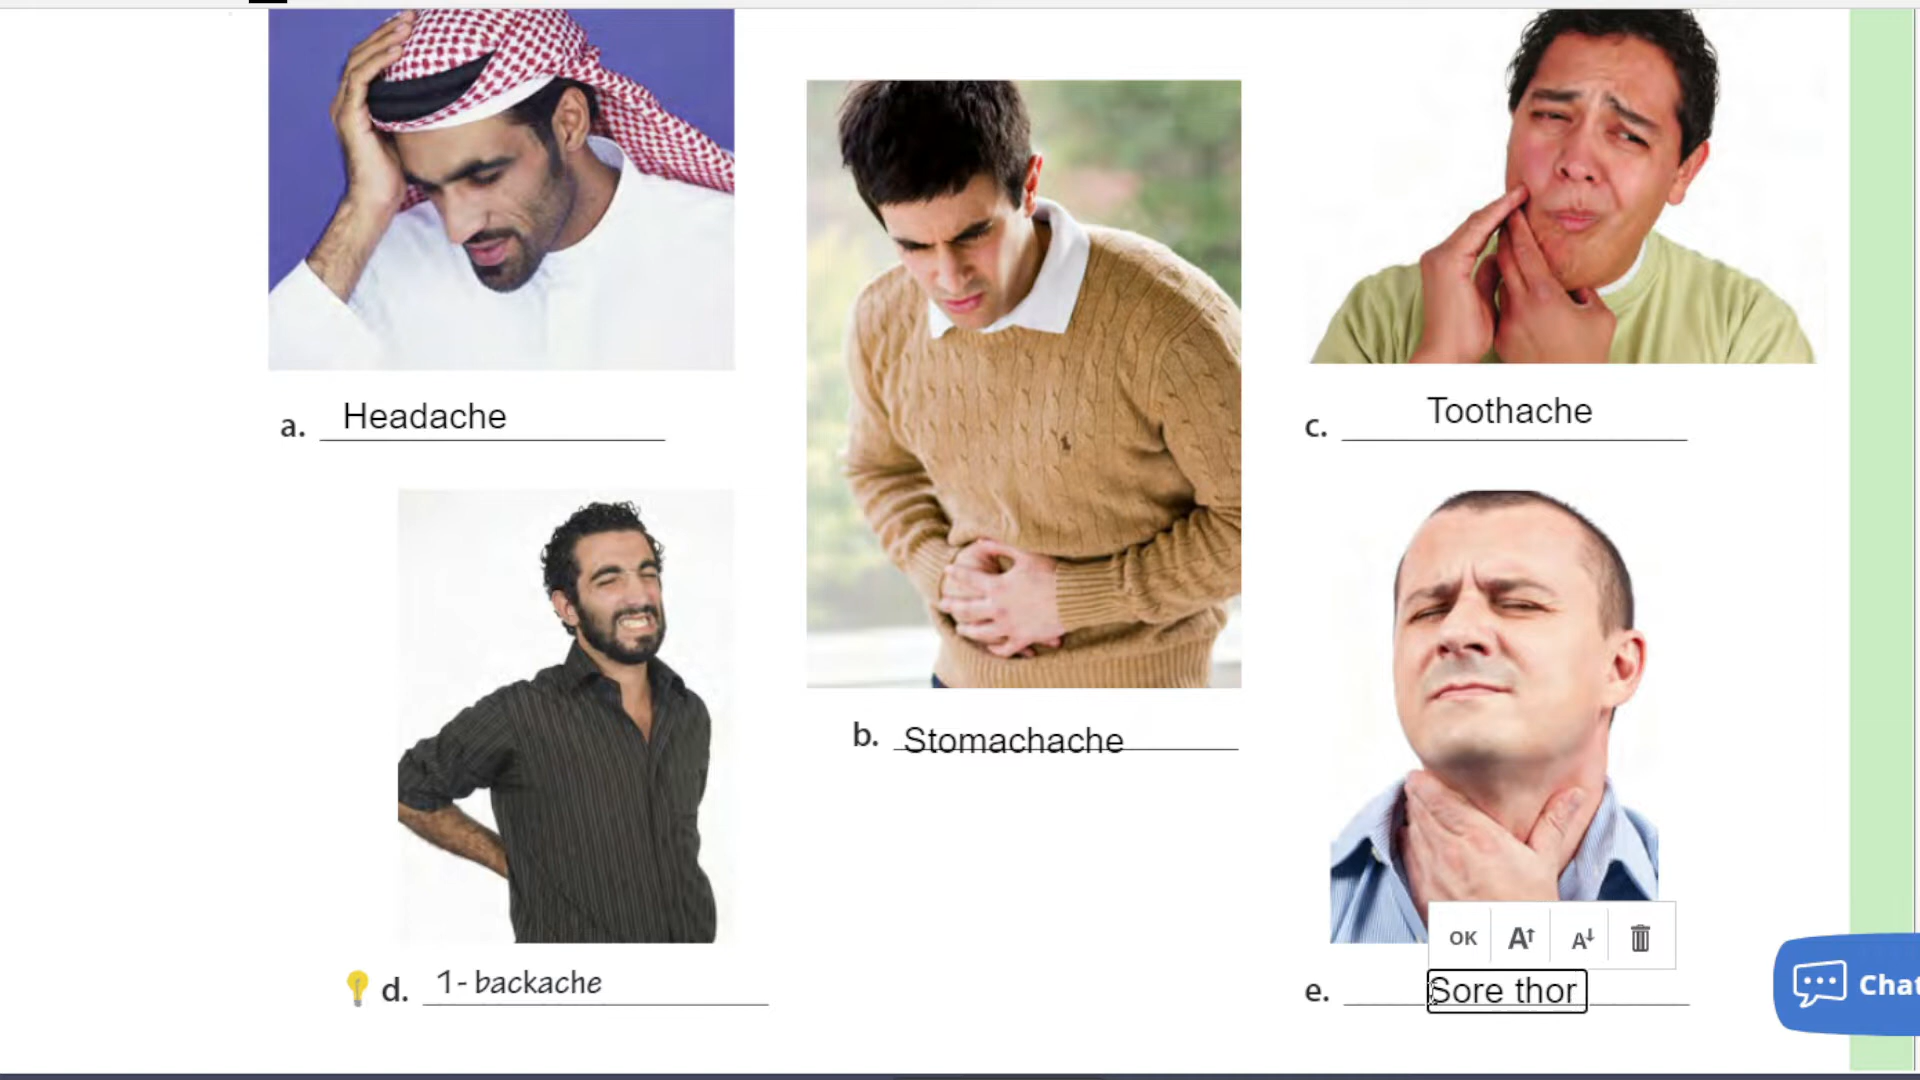 a. Headache
c. Toothache
b. Stomachache
OK A A
d. 1- backache
e. Sore thor
Chat